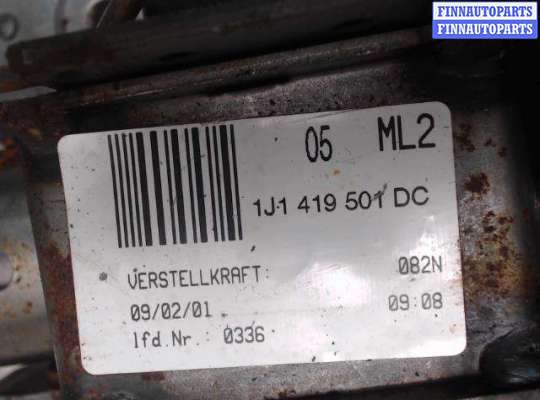 FINNAUTOPARTS
FINNAUTOPARTS
05 ML2
1J1 419 501 DC
VERSTELLKRAFT: 082N
09/02/01 09:08
lfd.Nr.: 0336